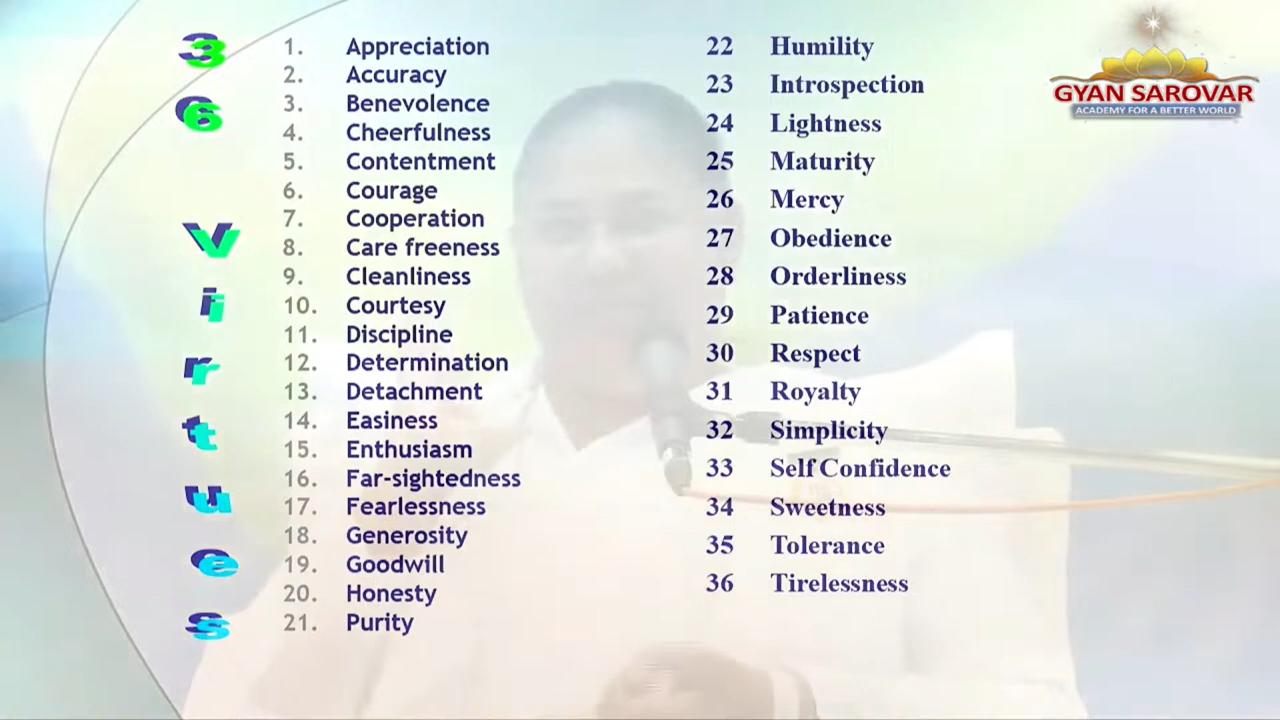 36 Virtues
1. Appreciation
2. Accuracy
3. Benevolence
4. Cheerfulness
5. Contentment
6. Courage
7. Cooperation
8. Care freeness
9. Cleanliness
10. Courtesy
11. Discipline
12. Determination
13. Detachment
14. Easiness
15. Enthusiasm
16. Far-sightedness
17. Fearlessness
18. Generosity
19. Goodwill
20. Honesty
21. Purity
22 Humility
23 Introspection
24 Lightness
25 Maturity
26 Mercy
27 Obedience
28 Orderliness
29 Patience
30 Respect
31 Royalty
32 Simplicity
33 Self Confidence
34 Sweetness
35 Tolerance
36 Tirelessness
GYAN SAROVAR
ACADEMY FOR A BETTER WORLD